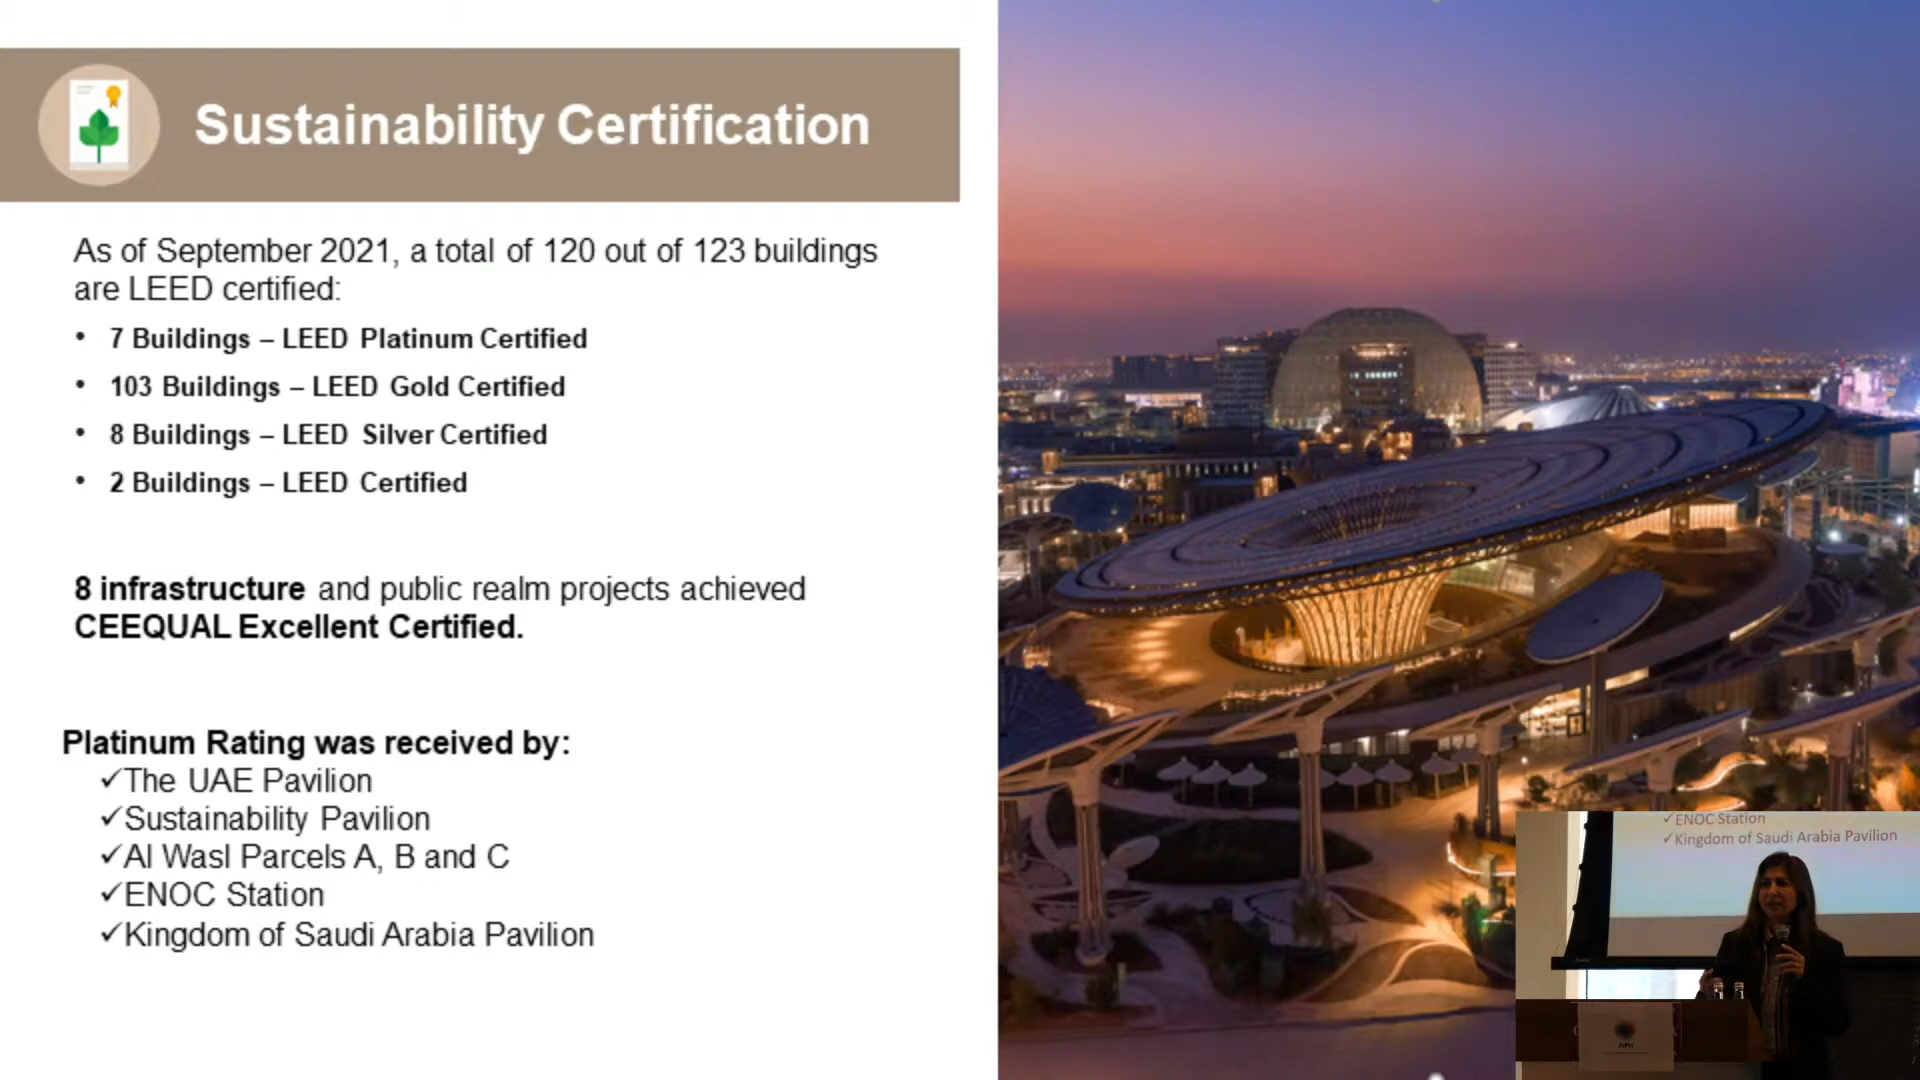 Sustainability Certification
As of September 2021, a total of 120 out of 123 buildings
are LEED certified:
• 7 Buildings – LEED Platinum Certified
• 103 Buildings – LEED Gold Certified
• 8 Buildings – LEED Silver Certified
• 2 Buildings – LEED Certified
8 infrastructure and public realm projects achieved
CEEQUAL Excellent Certified.
Platinum Rating was received by:
✓The UAE Pavilion
✓Sustainability Pavilion
✓Al Wasl Parcels A, B and C
✓ENOC Station
✓Kingdom of Saudi Arabia Pavilion
✓ENOC Station
✓Kingdom of Saudi Arabia Pavilion
AIPH